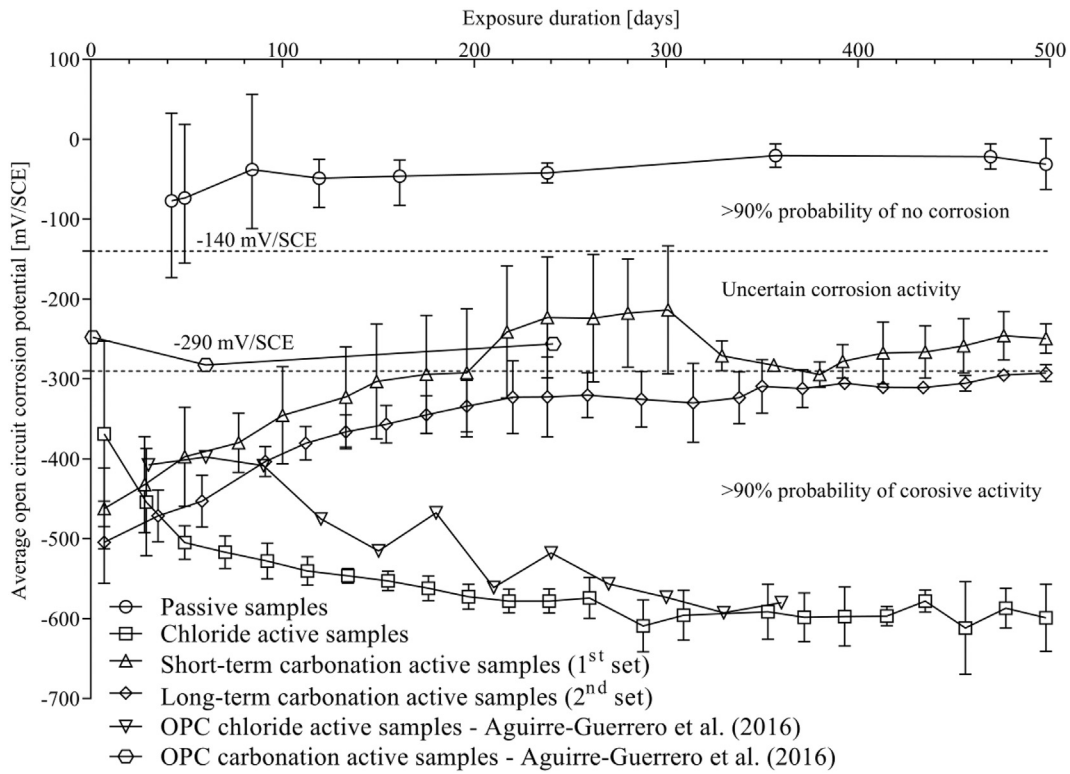 Exposure duration [days]
0 100 200 300 400 500
Average open circuit corrosion potential [mV/SCE]
100
0
-100
-200
-300
-400
-500
-600
-700
>90% probability of no corrosion
-140 mV/SCE
Uncertain corrosion activity
-290 mV/SCE
>90% probability of corosive activity
Passive samples
Chloride active samples
Short-term carbonation active samples (1st set)
Long-term carbonation active samples (2nd set)
OPC chloride active samples - Aguirre-Guerrero et al. (2016)
OPC carbonation active samples - Aguirre-Guerrero et al. (2016)